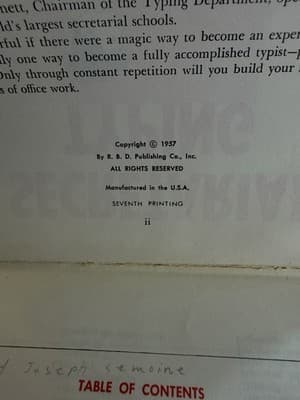 nett, Chairman of the Typing Department, spe
ld's largest secretarial schools.
rful if there were a magic way to become an exper
ly one way to become a fully accomplished typist—p
Only through constant repetition will you build your
s of office work.
Copyright © 1957
By R. B. D. Publishing Co., Inc.
ALL RIGHTS RESERVED
Manufactured in the U.S.A.
SEVENTH PRINTING
ii
Joseph Lemoine
TABLE OF CONTENTS